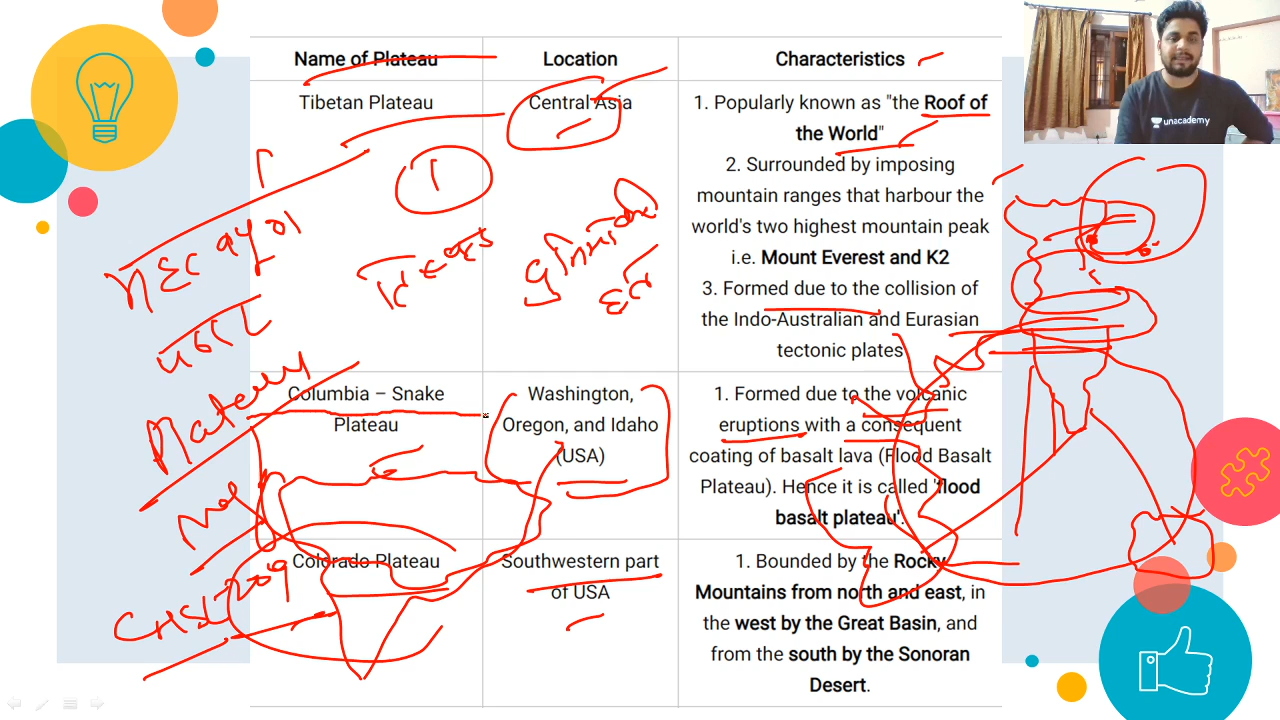 Name of Plateau
Location
Characteristics
Tibetan Plateau
Central Asia
1. Popularly known as "the Roof of
the World"
2. Surrounded by imposing
mountain ranges that harbour the
world's two highest mountain peak
i.e. Mount Everest and K2
3. Formed due to the collision of
the Indo-Australian and Eurasian
tectonic plates
Columbia – Snake
Plateau
Washington,
Oregon, and Idaho
(USA)
1. Formed due to the volcanic
eruptions with a consequent
coating of basalt lava (Flood Basalt
Plateau). Hence it is called 'flood
basalt plateau'.
Colorado Plateau
Southwestern part
of USA
1. Bounded by the Rocky
Mountains from north and east, in
the west by the Great Basin, and
from the south by the Sonoran
Desert.
unacademy